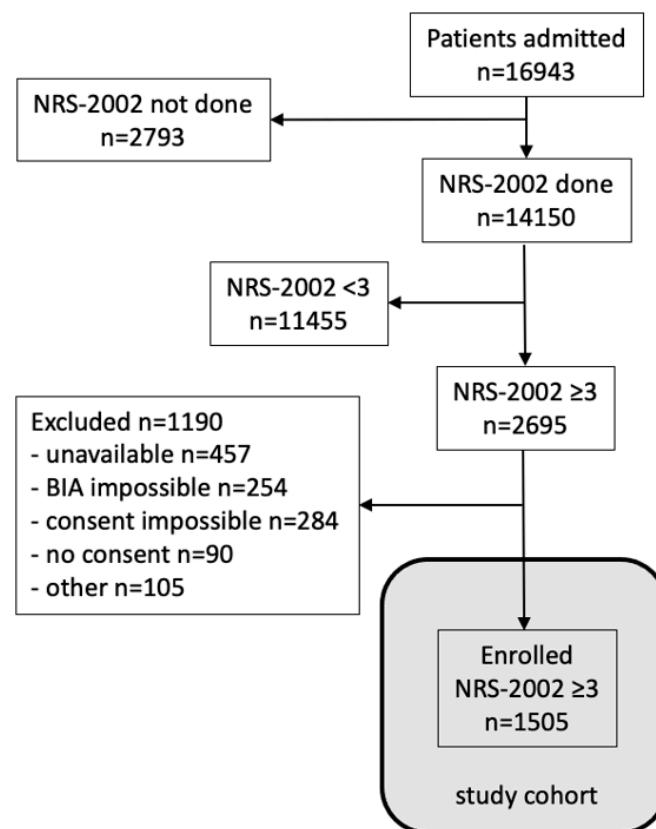 Patients admitted
n=16943
NRS-2002 not done
n=2793
NRS-2002 done
n=14150
NRS-2002 <3
n=11455
NRS-2002 ≥3
n=2695
Excluded n=1190
- unavailable n=457
- BIA impossible n=254
- consent impossible n=284
- no consent n=90
- other n=105
Enrolled
NRS-2002 ≥3
n=1505
study cohort